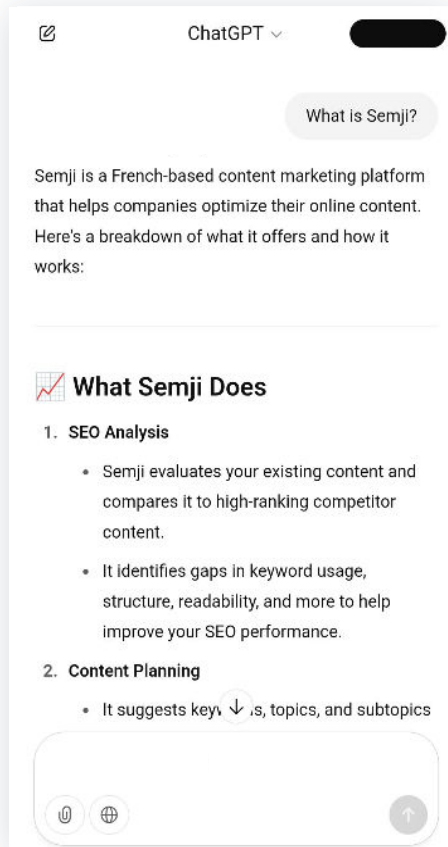 ChatGPT
What is Semji?
Semji is a French-based content marketing platform
that helps companies optimize their online content.
Here's a breakdown of what it offers and how it
works:
📈 What Semji Does
1. SEO Analysis
• Semji evaluates your existing content and
compares it to high-ranking competitor
content.
• It identifies gaps in keyword usage,
structure, readability, and more to help
improve your SEO performance.
2. Content Planning
• It suggests topics, and subtopics